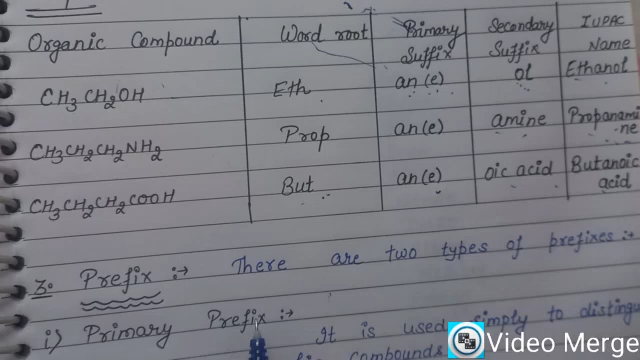 Organic Compound Word root Primary Suffix Secondary Suffix IUPAC Name
CH3CH2OH Eth an(e) ol Ethanol
CH3CH2CH2NH2 Prop an(e) amine Propanamine
CH3CH2CH2COOH But an(e) oic acid Butanoic acid
3. Prefix :→ There are two types of prefixes :→
i) Primary Prefix :→
It is used simply to distingu
compounds
Video Merge